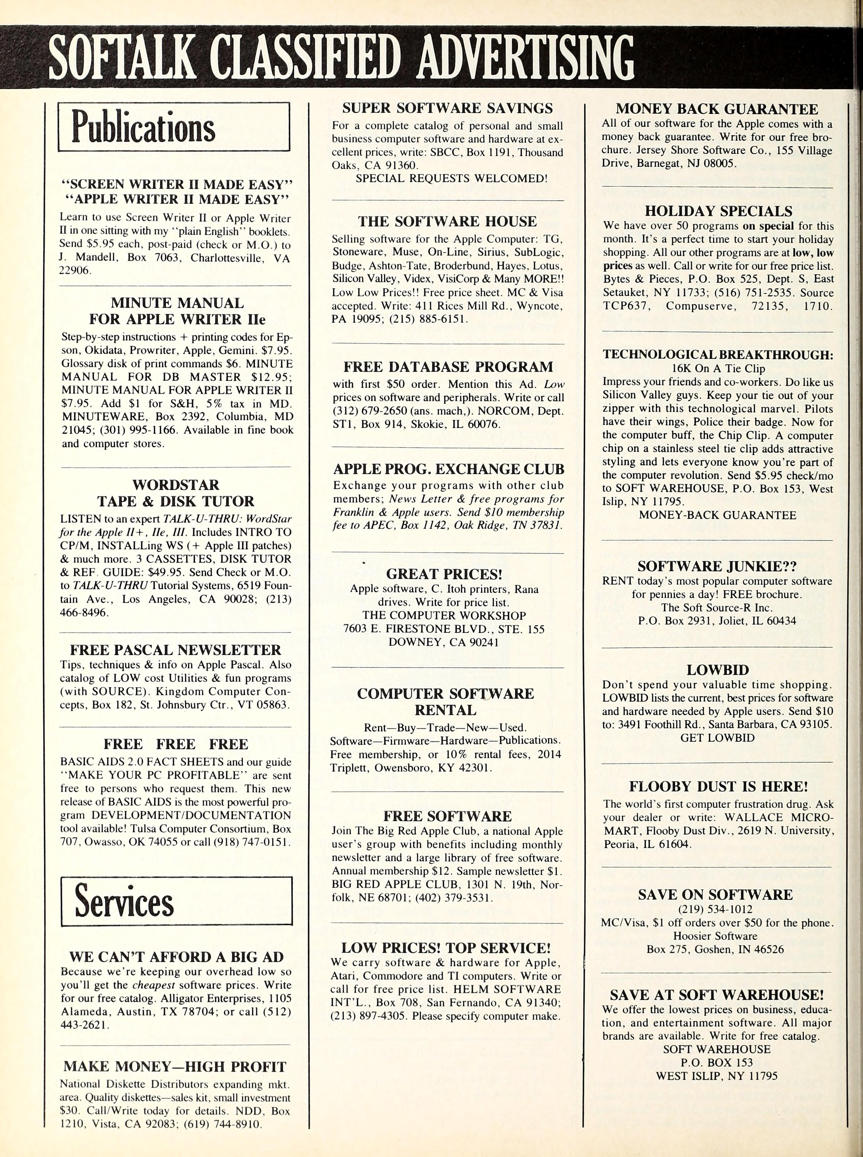 SOFTALK CLASSIFIED ADVERTISING
Publications
“SCREEN WRITER II MADE EASY”
“APPLE WRITER II MADE EASY”
Learn to use Screen Writer II or Apple Writer
II in one sitting with my “plain English” booklets.
Send $5.95 each, post-paid (check or M.O.) to
J. Mandell, Box 7063, Charlottesville, VA
22906.
MINUTE MANUAL
FOR APPLE WRITER IIe
Step-by-step instructions + printing codes for Ep-
son, Okidata, Prowriter, Apple, Gemini. $7.95.
Glossary disk of print commands $6. MINUTE
MANUAL FOR DB MASTER $12.95;
MINUTE MANUAL FOR APPLE WRITER II
$7.95. Add $1 for S&H, 5% tax in MD.
MINUTEWARE, Box 2392, Columbia, MD
21045; (301) 995-1166. Available in fine book
and computer stores.
WORDSTAR
TAPE & DISK TUTOR
LISTEN to an expert TALK-U-THRU: WordStar
for the Apple II+, IIe, III. Includes INTRO TO
CP/M, INSTALLing WS (+ Apple III patches)
& much more. 3 CASSETTES, DISK TUTOR
& REF. GUIDE: $49.95. Send Check or M.O.
to TALK-U-THRU Tutorial Systems, 6519 Foun-
tain Ave., Los Angeles, CA 90028; (213)
466-8496.
FREE PASCAL NEWSLETTER
Tips, techniques & info on Apple Pascal. Also
catalog of LOW cost Utilities & fun programs
(with SOURCE). Kingdom Computer Con-
cepts, Box 182, St. Johnsbury Ctr., VT 05863.
FREE FREE FREE
BASIC AIDS 2.0 FACT SHEETS and our guide
“MAKE YOUR PC PROFITABLE” are sent
free to persons who request them. This new
release of BASIC AIDS is the most powerful pro-
gram DEVELOPMENT/DOCUMENTATION
tool available! Tulsa Computer Consortium, Box
707, Owasso, OK 74055 or call (918) 747-0151.
Services
WE CAN’T AFFORD A BIG AD
Because we’re keeping our overhead low so
you’ll get the cheapest software prices. Write
for our free catalog. Alligator Enterprises, 1105
Alameda, Austin, TX 78704; or call (512)
443-2621.
MAKE MONEY—HIGH PROFIT
National Diskette Distributors expanding mkt.
area. Quality diskettes—sales kit, small investment
$30. Call/Write today for details. NDD, Box
1210, Vista, CA 92083; (619) 744-8910.
SUPER SOFTWARE SAVINGS
For a complete catalog of personal and small
business computer software and hardware at ex-
cellent prices, write: SBCC, Box 1191, Thousand
Oaks, CA 91360.
SPECIAL REQUESTS WELCOMED!
THE SOFTWARE HOUSE
Selling software for the Apple Computer: TG,
Stoneware, Muse, On-Line, Sirius, SubLogic,
Budge, Ashton-Tate, Broderbund, Hayes, Lotus,
Silicon Valley, Videx, VisiCorp & Many MORE!!
Low Low Prices!! Free price sheet. MC & Visa
accepted. Write: 411 Rices Mill Rd., Wyncote,
PA 19095; (215) 885-6151.
FREE DATABASE PROGRAM
with first $50 order. Mention this Ad. Low
prices on software and peripherals. Write or call
(312) 679-2650 (ans. mach,). NORCOM, Dept.
ST1, Box 914, Skokie, IL 60076.
APPLE PROG. EXCHANGE CLUB
Exchange your programs with other club
members; News Letter & free programs for
Franklin & Apple users. Send $10 membership
fee to APEC, Box 1142, Oak Ridge, TN 37831.
GREAT PRICES!
Apple software, C. Itoh printers, Rana
drives. Write for price list.
THE COMPUTER WORKSHOP
7603 E. FIRESTONE BLVD., STE. 155
DOWNEY, CA 90241
COMPUTER SOFTWARE
RENTAL
Rent—Buy—Trade—New—Used.
Software—Firmware—Hardware—Publications.
Free membership, or 10% rental fees, 2014
Triplett, Owensboro, KY 42301.
FREE SOFTWARE
Join The Big Red Apple Club, a national Apple
user’s group with benefits including monthly
newsletter and a large library of free software.
Annual membership $12. Sample newsletter $1.
BIG RED APPLE CLUB, 1301 N. 19th, Nor-
folk, NE 68701; (402) 379-3531.
LOW PRICES! TOP SERVICE!
We carry software & hardware for Apple,
Atari, Commodore and TI computers. Write or
call for free price list. HELM SOFTWARE
INT’L., Box 708, San Fernando, CA 91340;
(213) 897-4305. Please specify computer make.
MONEY BACK GUARANTEE
All of our software for the Apple comes with a
money back guarantee. Write for our free bro-
chure. Jersey Shore Software Co., 155 Village
Drive, Barnegat, NJ 08005.
HOLIDAY SPECIALS
We have over 50 programs on special for this
month. It’s a perfect time to start your holiday
shopping. All our other programs are at low, low
prices as well. Call or write for our free price list.
Bytes & Pieces, P.O. Box 525, Dept. S, East
Setauket, NY 11733; (516) 751-2535. Source
TCP637, Compuserve, 72135, 1710.
TECHNOLOGICAL BREAKTHROUGH:
16K On A Tie Clip
Impress your friends and co-workers. Do like us
Silicon Valley guys. Keep your tie out of your
zipper with this technological marvel. Pilots
have their wings, Police their badge. Now for
the computer buff, the Chip Clip. A computer
chip on a stainless steel tie clip adds attractive
styling and lets everyone know you’re part of
the computer revolution. Send $5.95 check/mo
to SOFT WAREHOUSE, P.O. Box 153, West
Islip, NY 11795.
MONEY-BACK GUARANTEE
SOFTWARE JUNKIE??
RENT today’s most popular computer software
for pennies a day! FREE brochure.
The Soft Source-R Inc.
P.O. Box 2931, Joliet, IL 60434
LOWBID
Don’t spend your valuable time shopping.
LOWBID lists the current, best prices for software
and hardware needed by Apple users. Send $10
to: 3491 Foothill Rd., Santa Barbara, CA 93105.
GET LOWBID
FLOOBY DUST IS HERE!
The world’s first computer frustration drug. Ask
your dealer or write: WALLACE MICRO-
MART, Flooby Dust Div., 2619 N. University,
Peoria, IL 61604.
SAVE ON SOFTWARE
(219) 534-1012
MC/Visa, $1 off orders over $50 for the phone.
Hoosier Software
Box 275, Goshen, IN 46526
SAVE AT SOFT WAREHOUSE!
We offer the lowest prices on business, educa-
tion, and entertainment software. All major
brands are available. Write for free catalog.
SOFT WAREHOUSE
P.O. BOX 153
WEST ISLIP, NY 11795